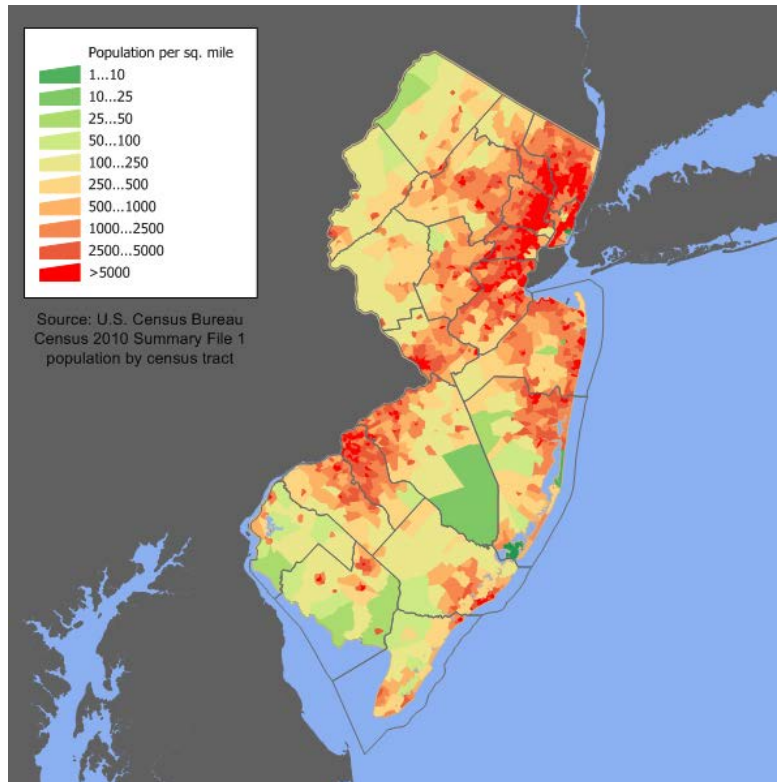 Population per sq. mile
1...10
10...25
25...50
50...100
100...250
250...500
500...1000
1000...2500
2500...5000
>5000
Source: U.S. Census Bureau
Census 2010 Summary File 1
population by census tract